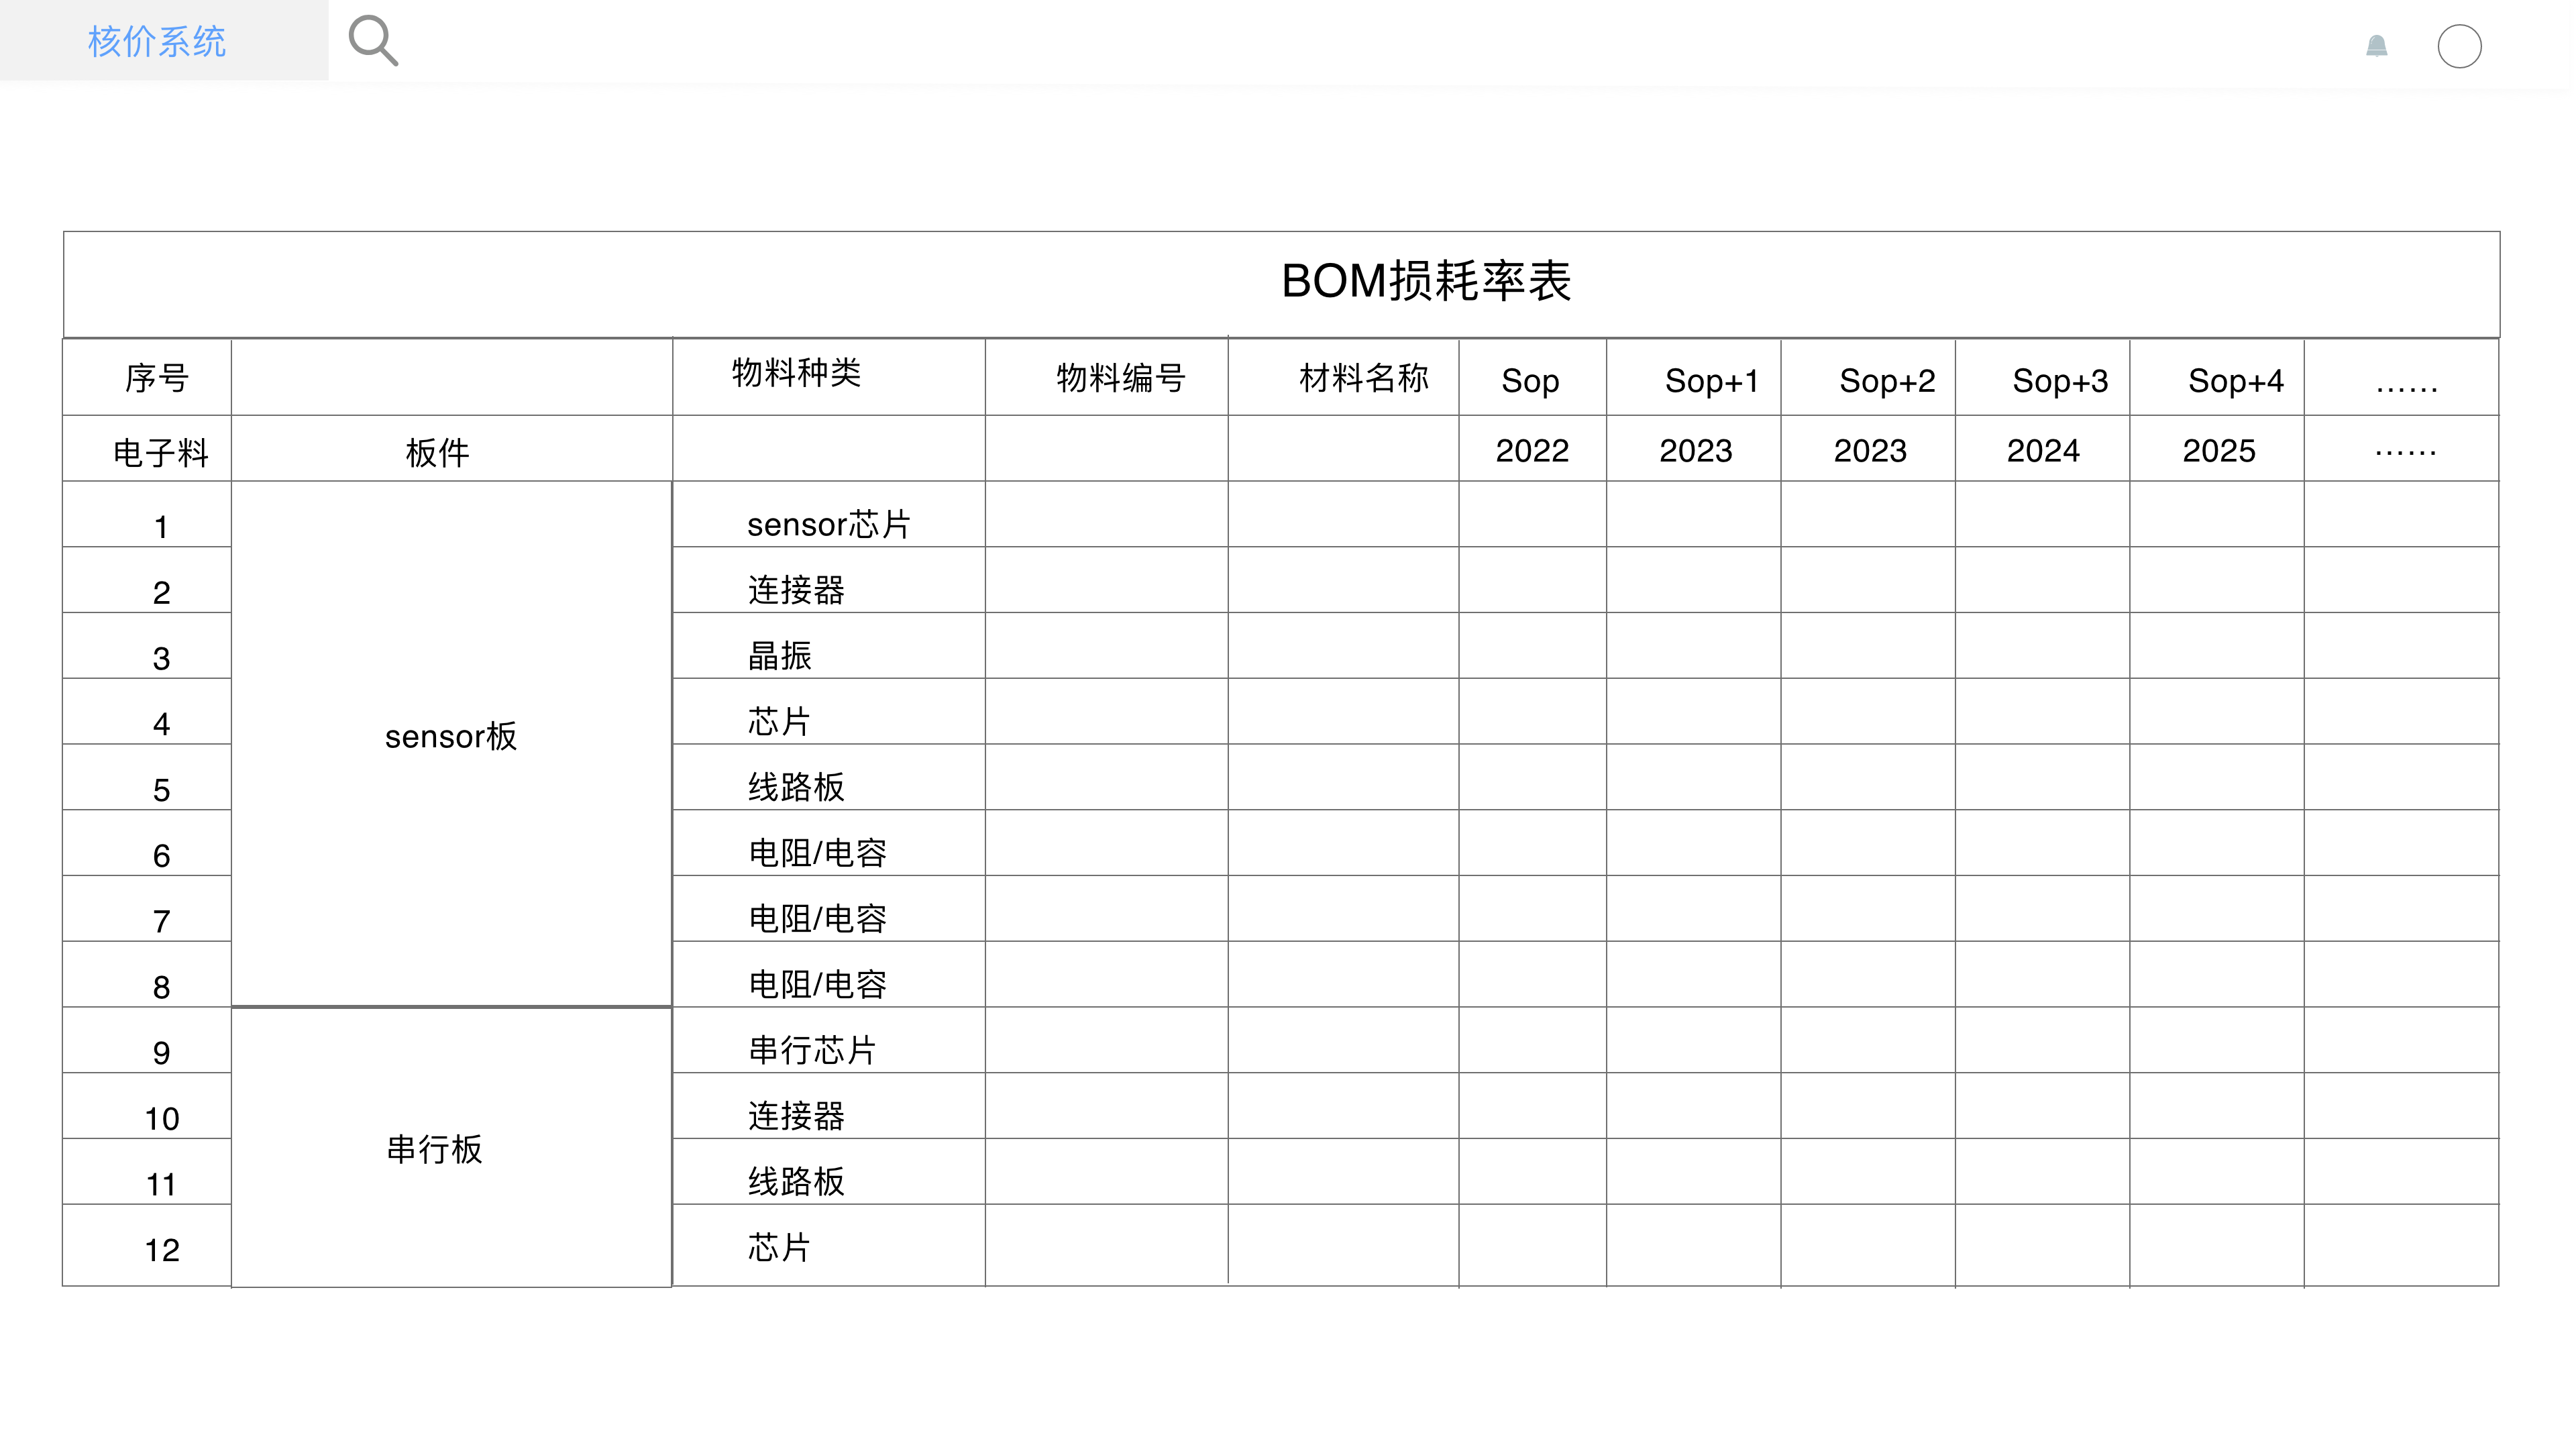 核价系统
BOM损耗率表
序号 物料种类 物料编号 材料名称 Sop Sop+1 Sop+2 Sop+3 Sop+4 ……
电子料 板件 2022 2023 2023 2024 2025 ……
1 sensor芯片
2 连接器
3 晶振
4 芯片
sensor板
5 线路板
6 电阻/电容
7 电阻/电容
8 电阻/电容
9 串行芯片
10 连接器
串行板
11 线路板
12 芯片